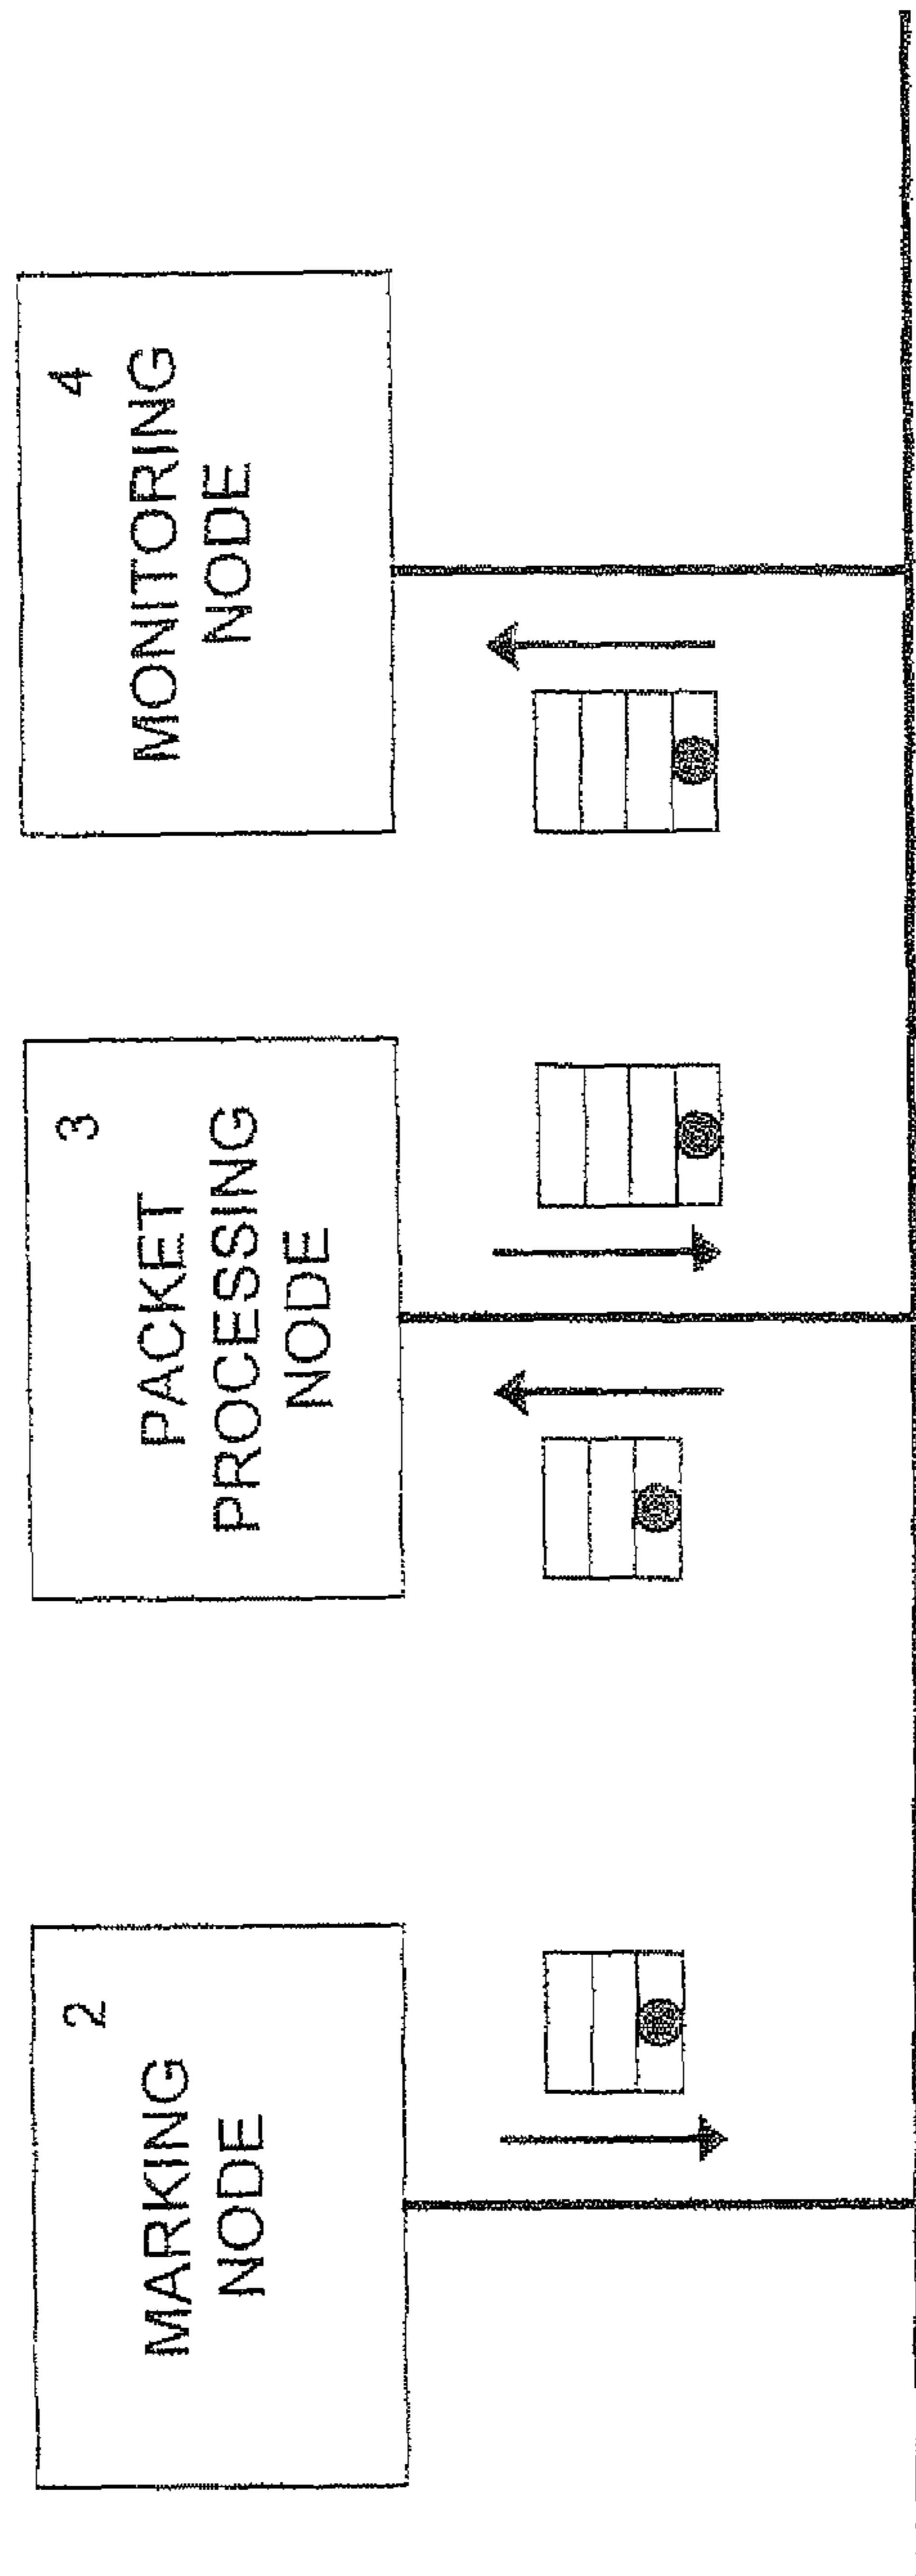 2
MARKING
NODE
3
PACKET
PROCESSING
NODE
4
MONITORING
NODE